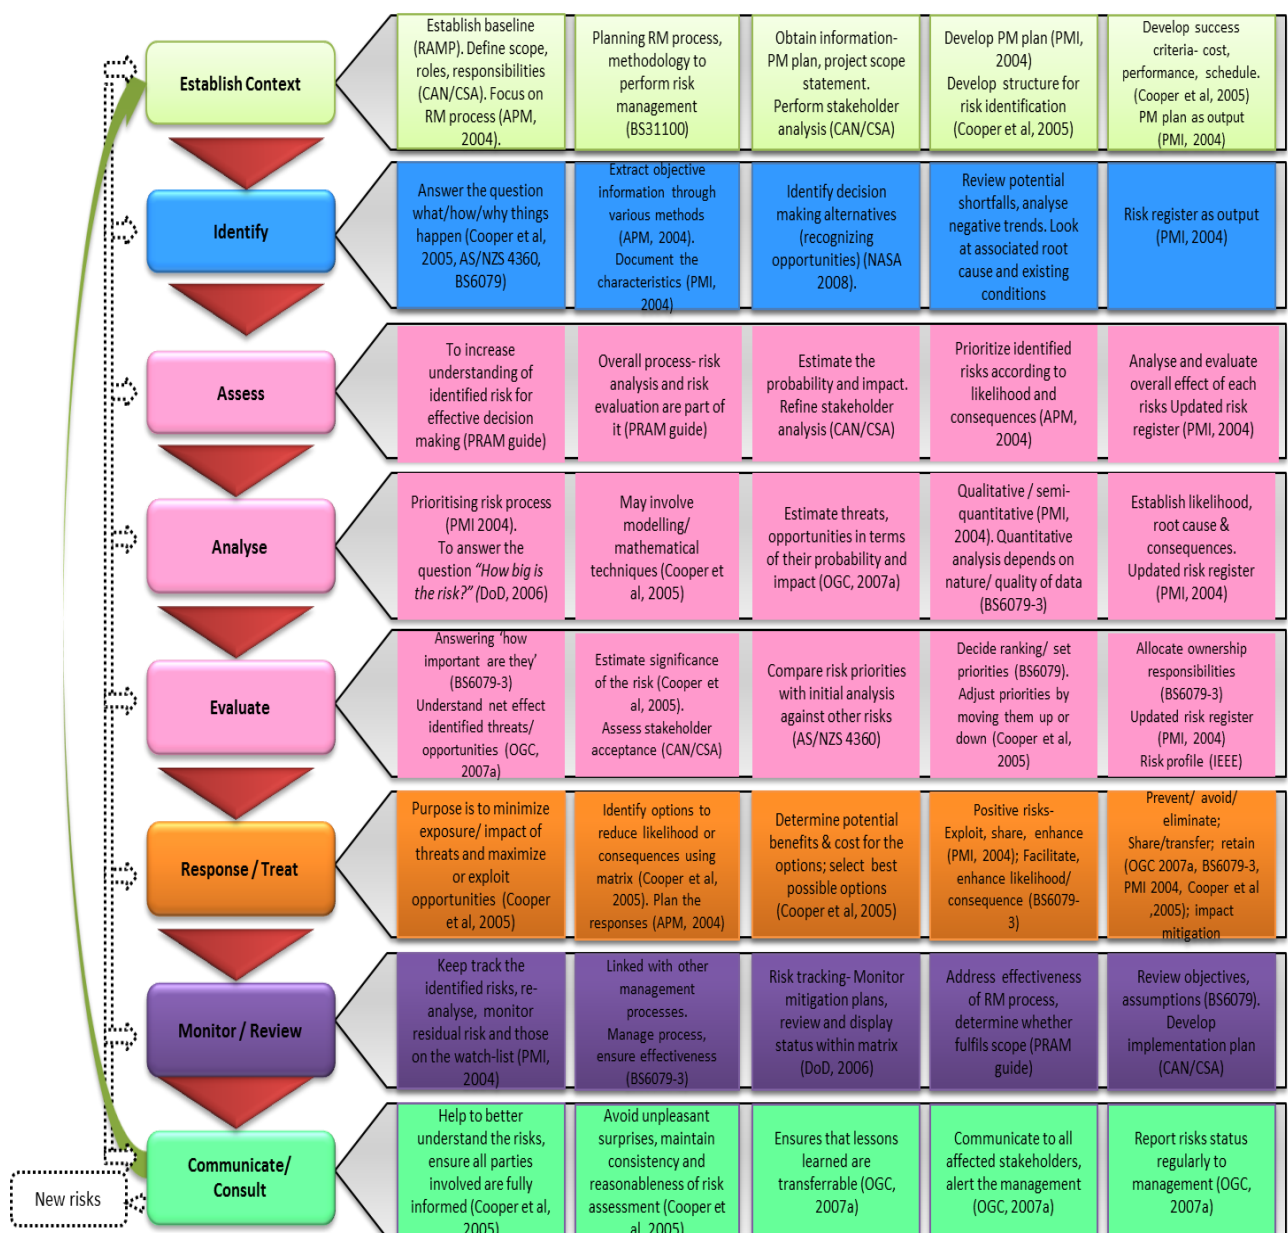 Establish Context
Establish baseline
(RAMP). Define scope,
roles, responsibilities
(CAN/CSA). Focus on
RM process (APM,
2004).
Planning RM process,
methodology to
perform risk
management
(BS31100)
Obtain information-
PM plan, project scope
statement.
Perform stakeholder
analysis (CAN/CSA)
Develop PM plan (PMI,
2004)
Develop structure for
risk identification
(Cooper et al, 2005)
Develop success
criteria- cost,
performance, schedule.
(Cooper et al, 2005)
PM plan as output
(PMI, 2004)
Identify
Answer the question
what/how/why things
happen (Cooper et al,
2005, AS/NZS 4360,
BS6079)
Extract objective
information through
various methods
(APM, 2004).
Document the
characteristics (PMI,
2004)
Identify decision
making alternatives
(recognizing
opportunities) (NASA
2008).
Review potential
shortfalls, analyse
negative trends. Look
at associated root
cause and existing
conditions
Risk register as output
(PMI, 2004)
Assess
To increase
understanding of
identified risk for
effective decision
making (PRAM guide)
Overall process- risk
analysis and risk
evaluation are part of
it (PRAM guide)
Estimate the
probability and impact.
Refine stakeholder
analysis (CAN/CSA)
Prioritize identified
risks according to
likelihood and
consequences (APM,
2004)
Analyse and evaluate
overall effect of each
risks Updated risk
register (PMI, 2004)
Analyse
Prioritising risk process
(PMI 2004).
To answer the
question "How big is
the risk?" (DoD, 2006)
May involve
modelling/
mathematical
techniques (Cooper et
al, 2005)
Estimate threats,
opportunities in terms
of their probability and
impact (OGC, 2007a)
Qualitative / semi-
quantitative (PMI,
2004). Quantitative
analysis depends on
nature/ quality of data
(BS6079-3)
Establish likelihood,
root cause &
consequences.
Updated risk register
(PMI, 2004)
Evaluate
Answering ‘how
important are they’
(BS6079-3)
Understand net effect
identified threats/
opportunities (OGC,
2007a)
Estimate significance
of the risk (Cooper et
al, 2005).
Assess stakeholder
acceptance (CAN/CSA)
Compare risk priorities
with initial analysis
against other risks
(AS/NZS 4360)
Decide ranking/ set
priorities (BS6079).
Adjust priorities by
moving them up or
down (Cooper et al,
2005)
Allocate ownership
responsibilities
(BS6079-3)
Updated risk register
(PMI, 2004)
Risk profile (IEEE)
Response / Treat
Purpose is to minimize
exposure/ impact of
threats and maximize
or exploit
opportunities (Cooper
et al, 2005)
Identify options to
reduce likelihood or
consequences using
matrix (Cooper et
al, 2005). Plan the
responses (APM, 2004)
Determine potential
benefits & cost for the
options; select best
possible options
(Cooper et al, 2005)
Positive risks-
Exploit, share, enhance
(PMI, 2004); Facilitate,
enhance likelihood/
consequence (BS6079-
3)
Prevent/ avoid/
eliminate;
Share/transfer; retain
(OGC 2007a, BS6079-3,
PMI 2004, Cooper et al
,2005); impact
mitigation
Monitor / Review
Keep track the
identified risks, re-
analyse, monitor
residual risk and those
on the watch-list (PMI,
2004)
Linked with other
management
processes.
Manage process,
ensure effectiveness
(BS6079-3)
Risk tracking- Monitor
mitigation plans,
review and display
status within matrix
(DoD, 2006)
Address effectiveness
of RM process,
determine whether
fulfils scope (PRAM
guide)
Review objectives,
assumptions (BS6079).
Develop
implementation plan
(CAN/CSA)
Communicate/
Consult
Help to better
understand the risks,
ensure all parties
involved are fully
informed (Cooper et al,
2005)
Avoid unpleasant
surprises, maintain
consistency and
reasonableness of risk
assessment (Cooper et
al, 2005)
Ensures that lessons
learned are
transferrable (OGC,
2007a)
Communicate to all
affected stakeholders,
alert the management
(OGC, 2007a)
Report risks status
regularly to
management (OGC,
2007a)
New risks